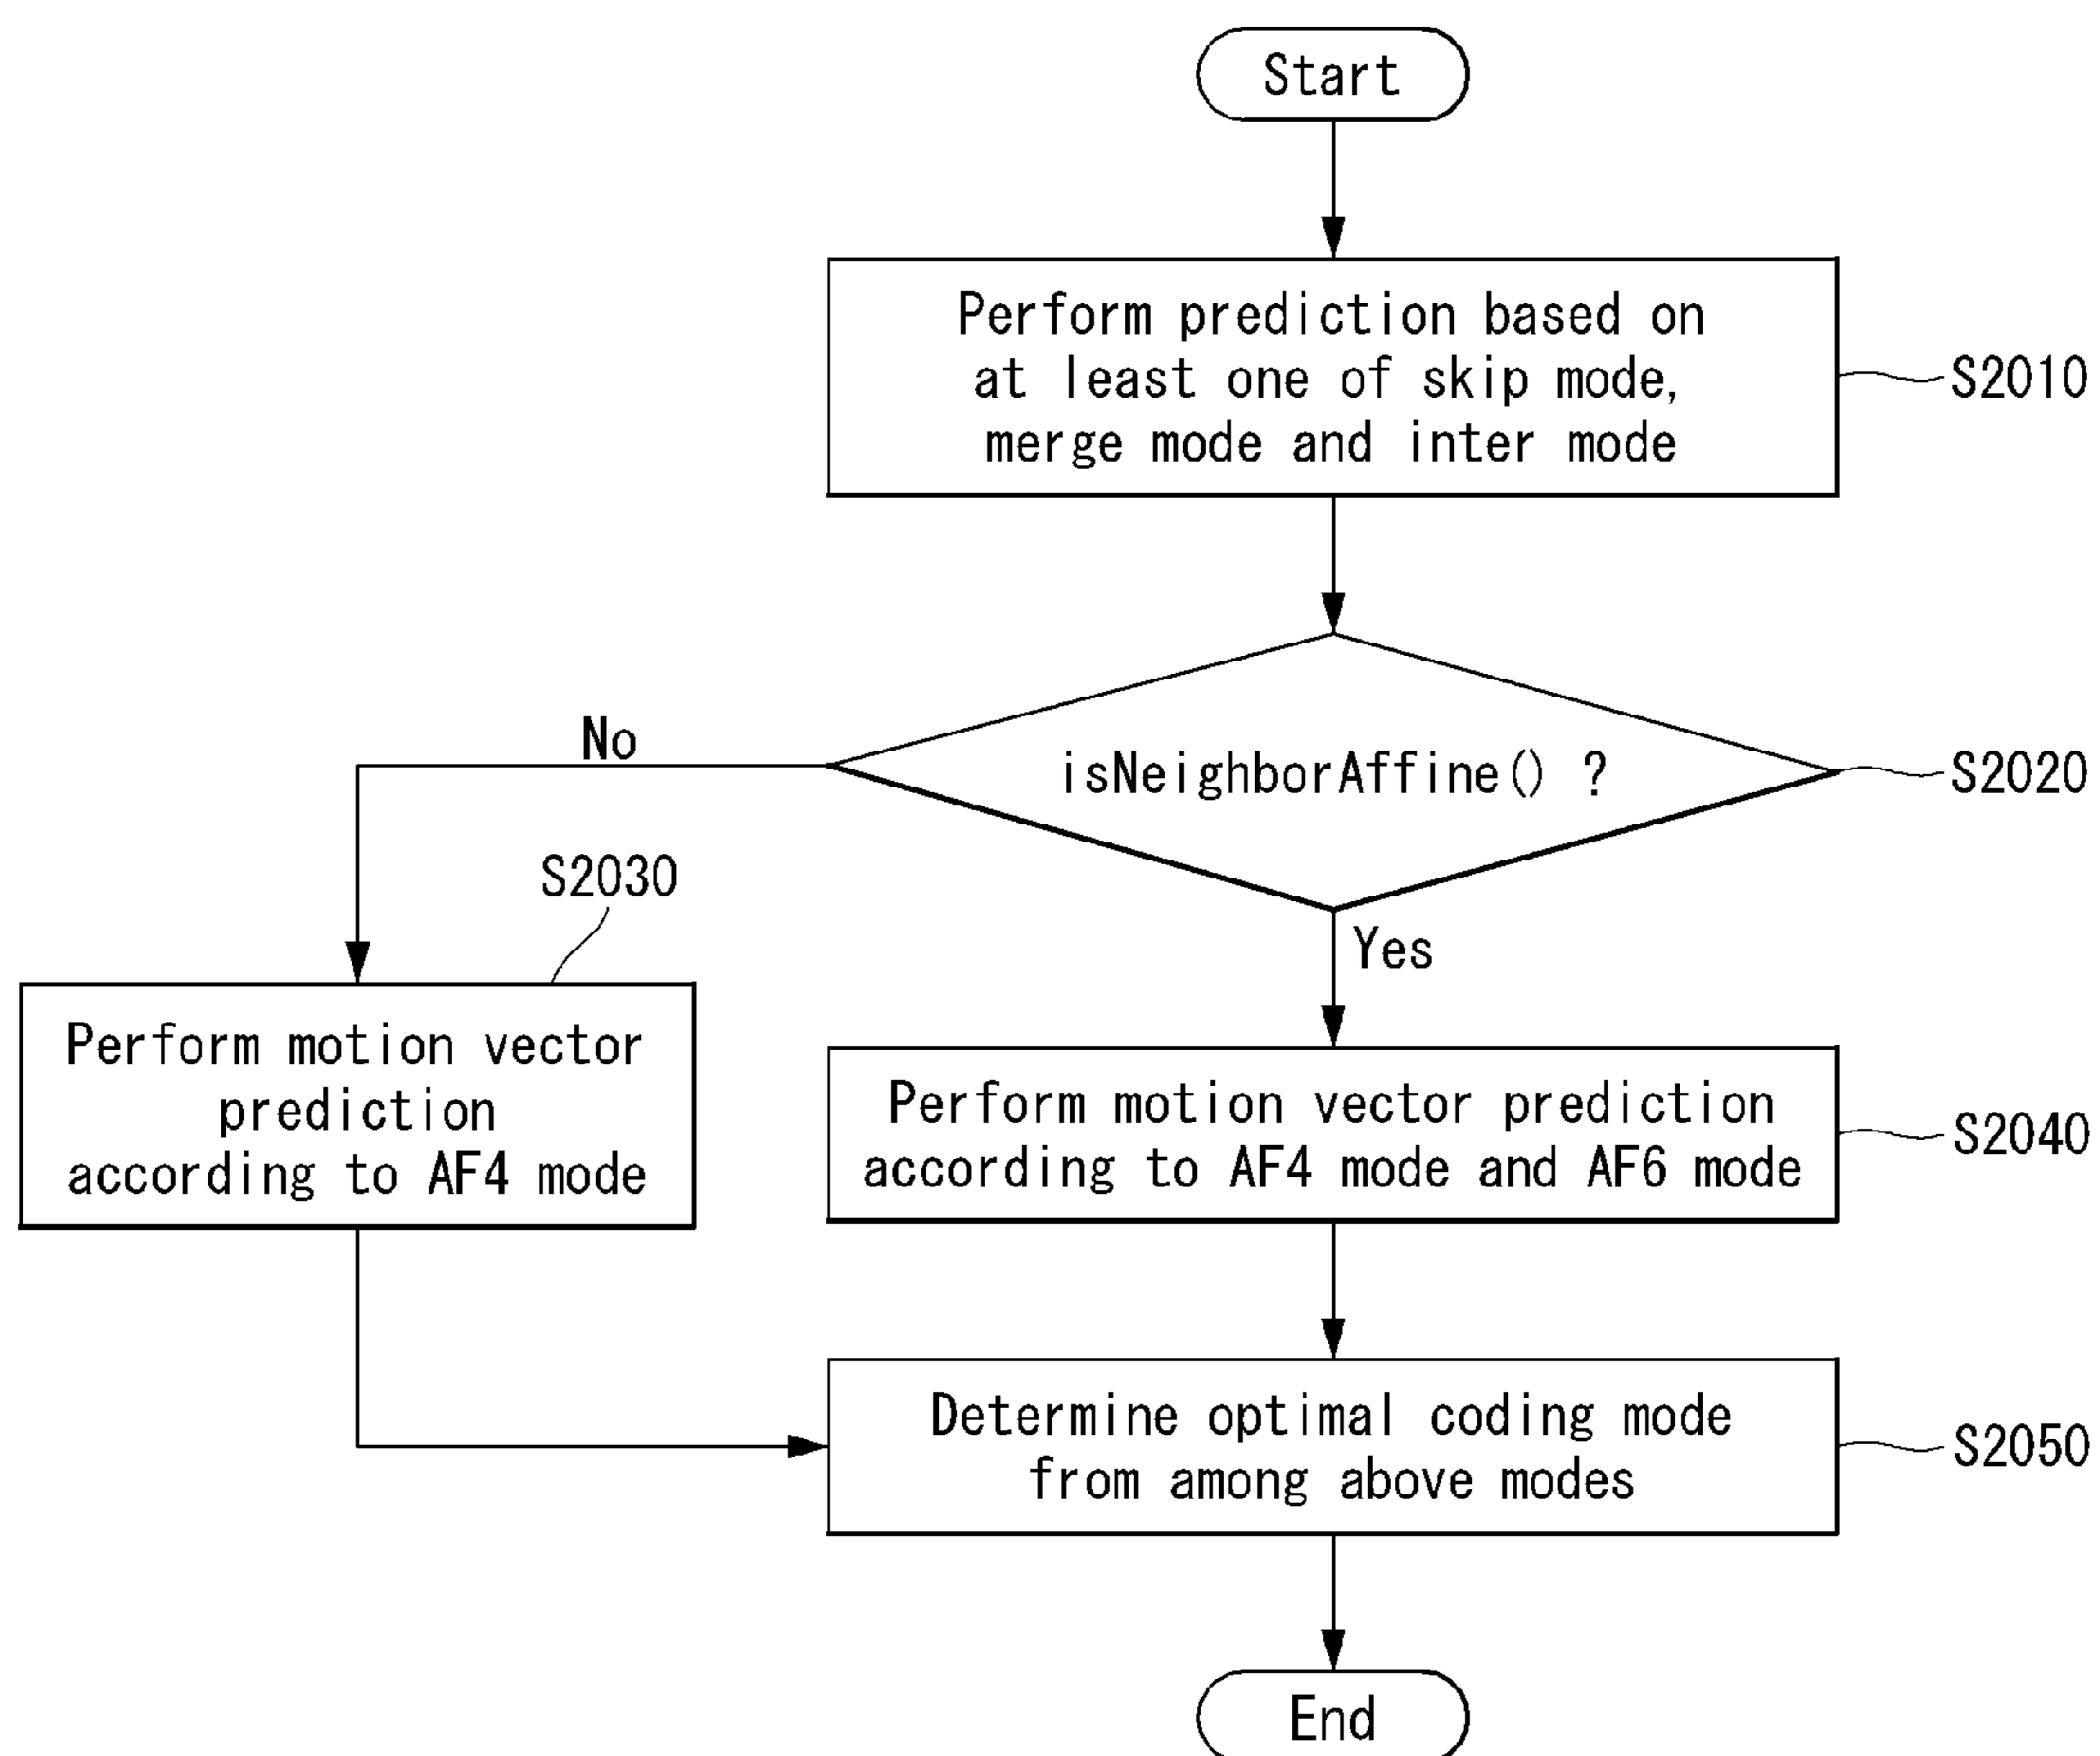 Start
Perform prediction based on
at least one of skip mode,
merge mode and inter mode
S2010
isNeighborAffine() ?
S2020
No
Yes
S2030
Perform motion vector
prediction
according to AF4 mode
Perform motion vector prediction
according to AF4 mode and AF6 mode
S2040
Determine optimal coding mode
from among above modes
S2050
End